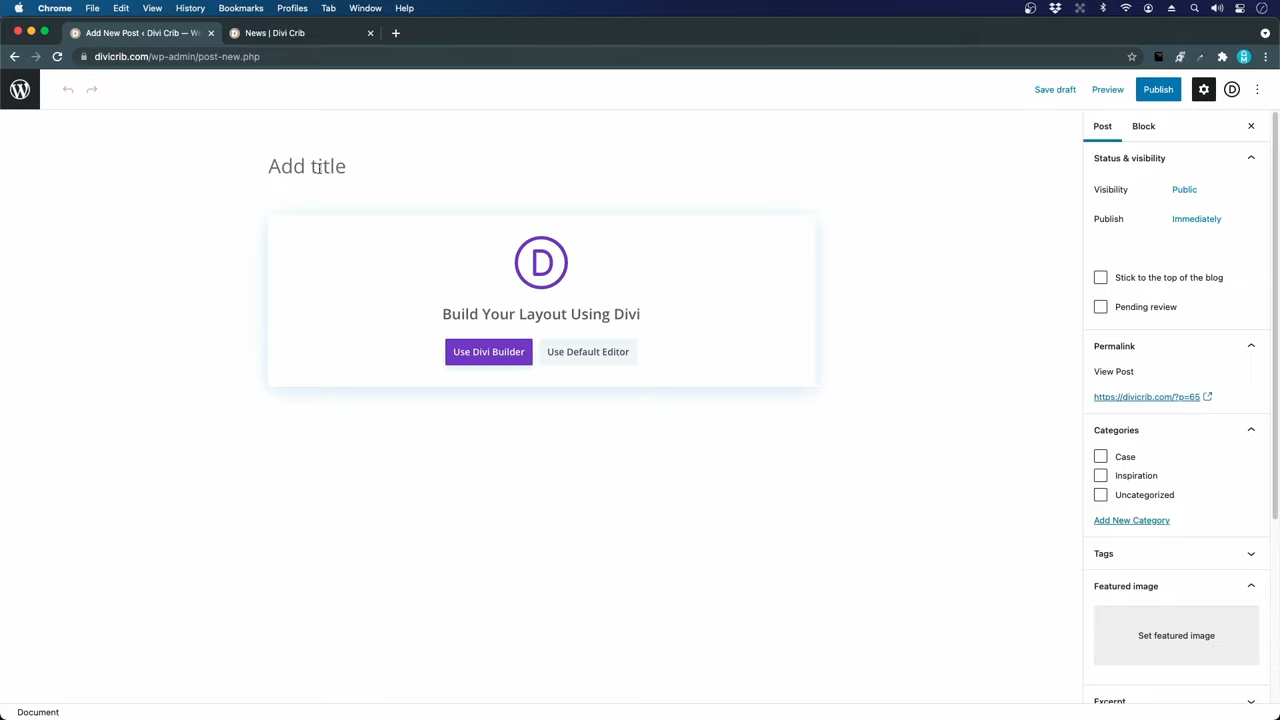 Chrome File Edit View History Bookmarks Profiles Tab Window Help
Add New Post ‹ Divi Crib — W
News | Divi Crib
divicrib.com/wp-admin/post-new.php
Save draft Preview Publish
Post Block
Add title
Status & visibility
Visibility Public
Publish Immediately
Stick to the top of the blog
Pending review
D
Build Your Layout Using Divi
Use Divi Builder Use Default Editor
Permalink
View Post
https://divicrib.com/?p=65
Categories
Case
Inspiration
Uncategorized
Add New Category
Tags
Featured image
Set featured image
Excerpt
Document